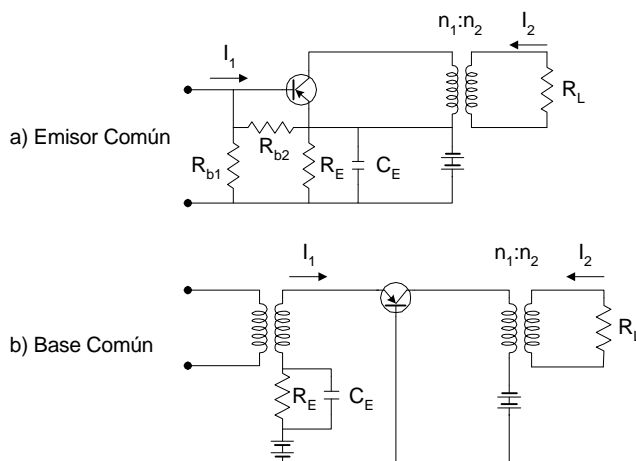 n1:n2
I1
I2
RL
a) Emisor Común
Rb2
Rb1
RE
CE
n1:n2
I1
I2
RL
b) Base Común
RE
CE